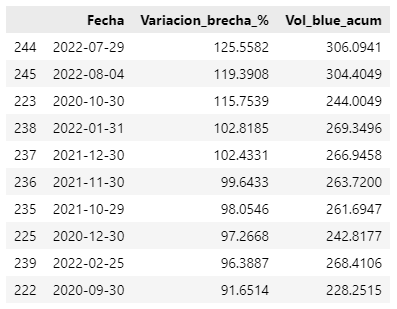 Fecha Variacion_brecha_% Vol_blue_acum
244 2022-07-29 125.5582 306.0941
245 2022-08-04 119.3908 304.4049
223 2020-10-30 115.7539 244.0049
238 2022-01-31 102.8185 269.3496
237 2021-12-30 102.4331 266.9458
236 2021-11-30 99.6433 263.7200
235 2021-10-29 98.0546 261.6947
225 2020-12-30 97.2668 242.8177
239 2022-02-25 96.3887 268.4106
222 2020-09-30 91.6514 228.2515